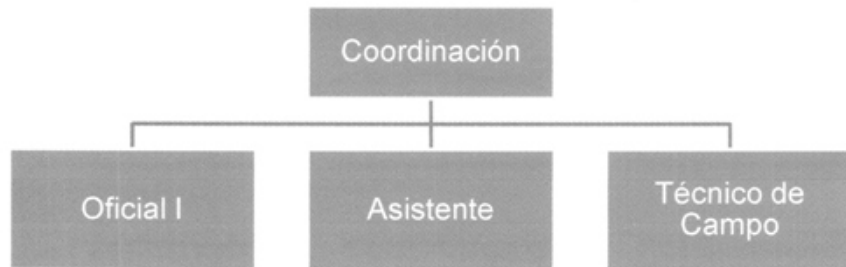 Coordinación
Oficial I
Asistente
Técnico de
Campo